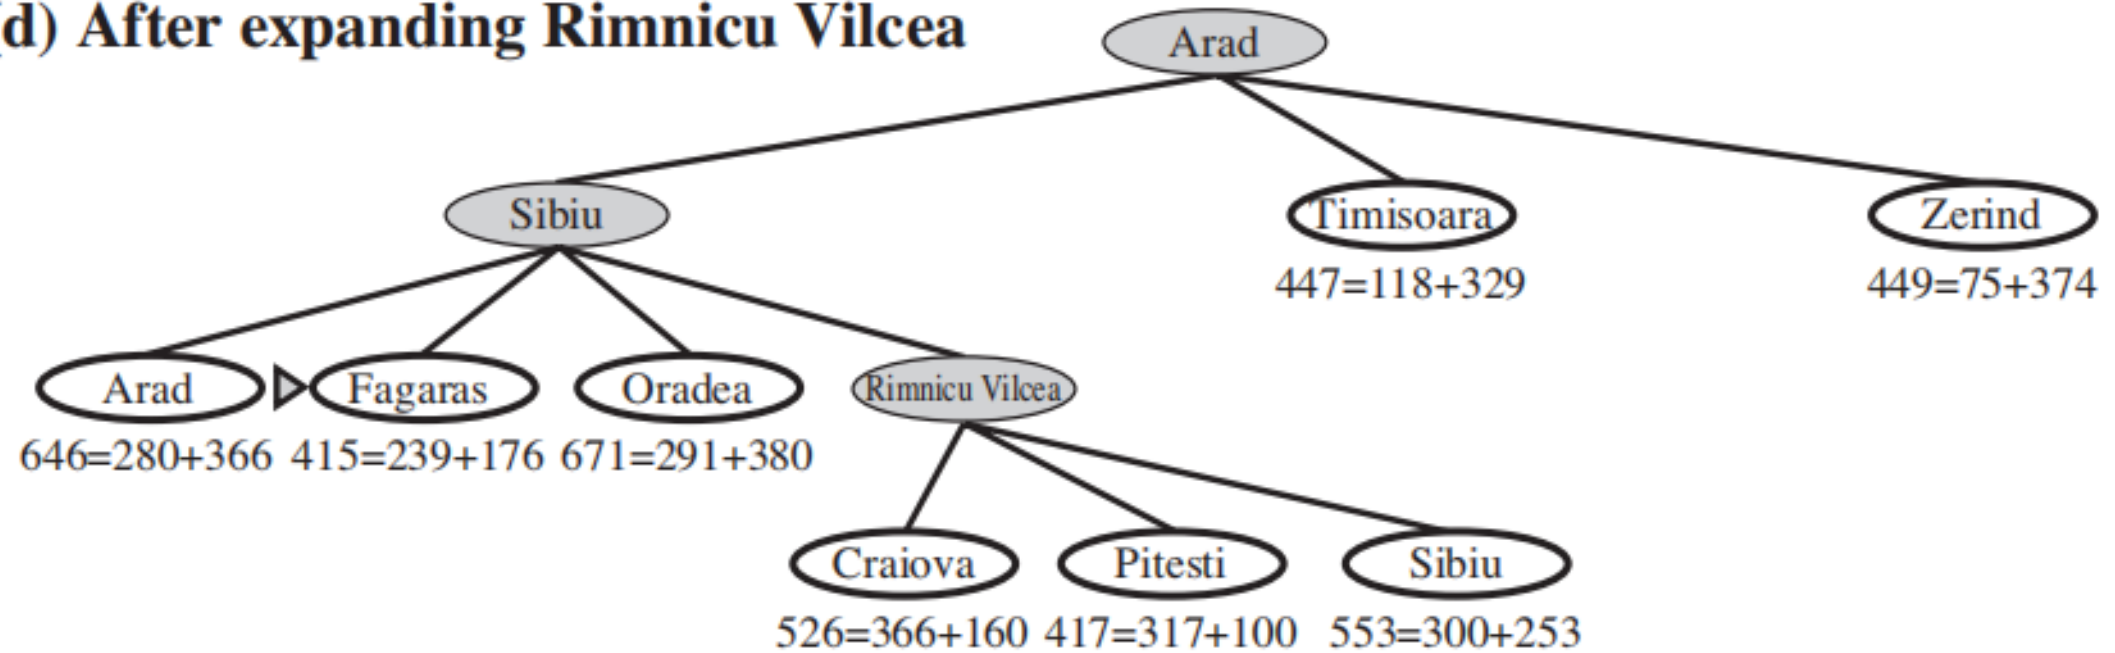 d) After expanding Rimnicu Vilcea
Arad
Sibiu Timisoara Zerind
447=118+329 449=75+374
Arad Fagaras Oradea Rimnicu Vilcea
646=280+366 415=239+176 671=291+380
Craiova Pitesti Sibiu
526=366+160 417=317+100 553=300+253